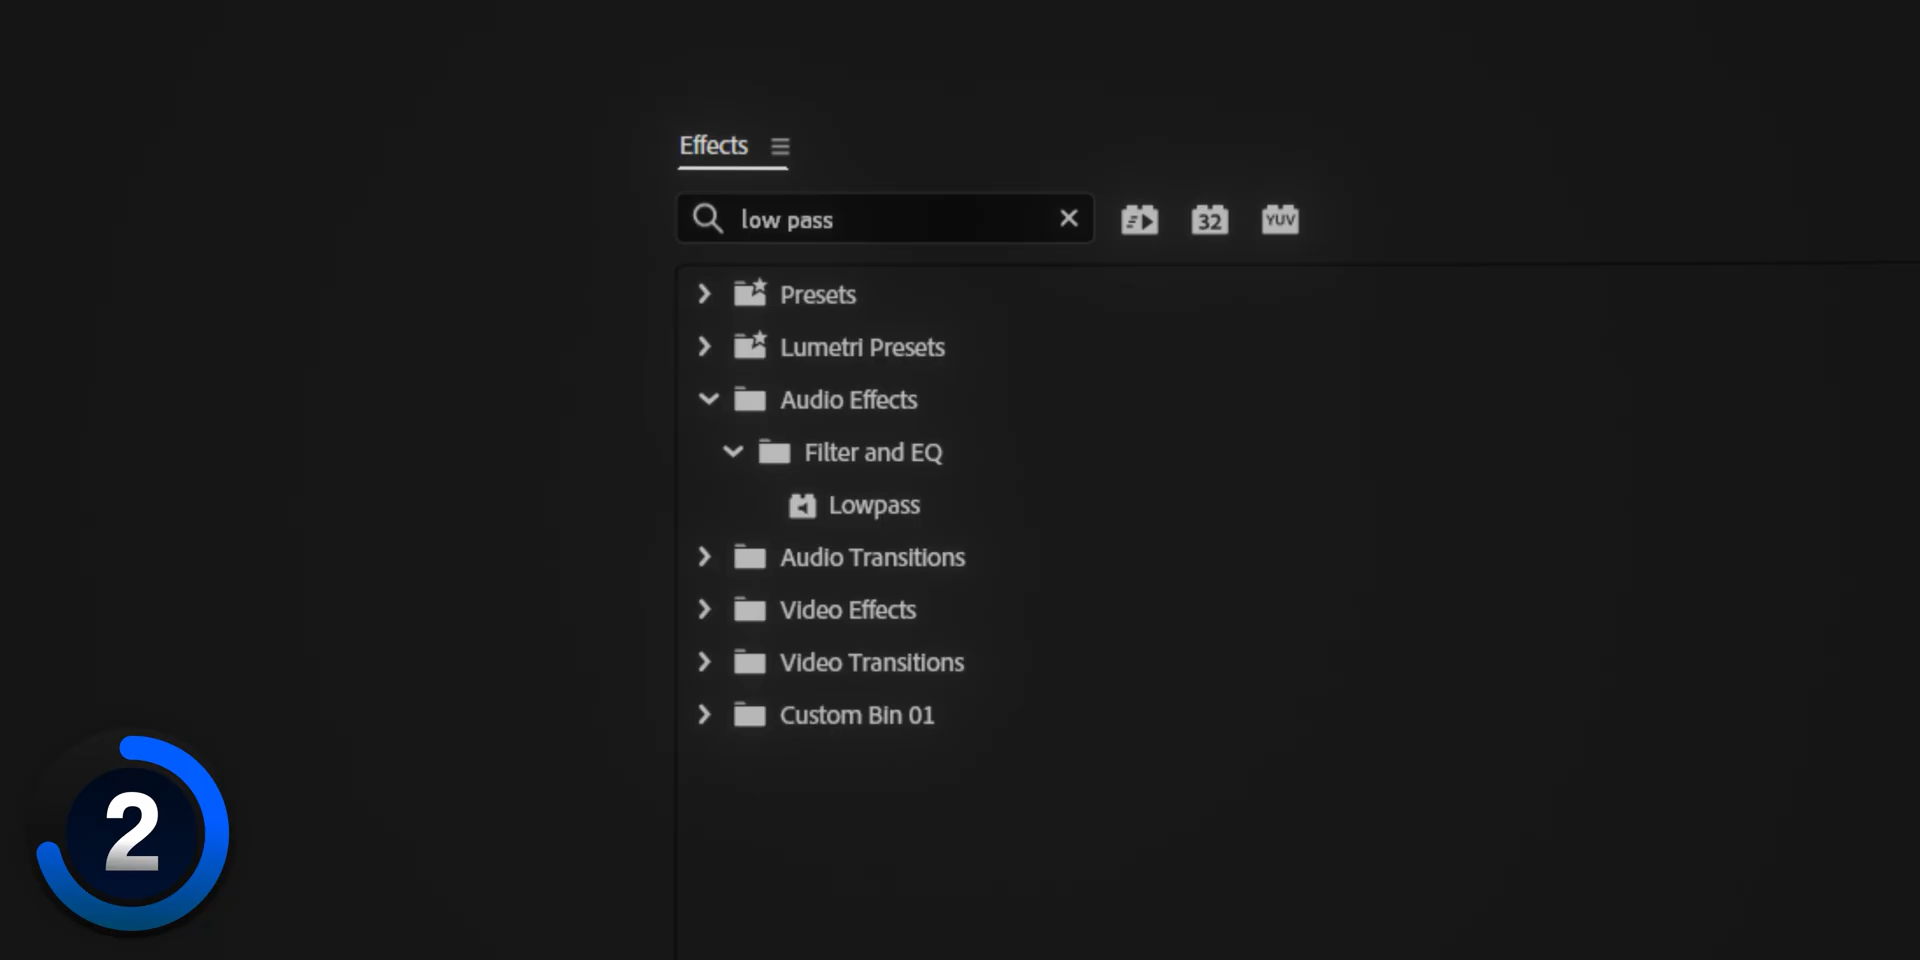 Effects
low pass
32
YUV
Presets
Lumetri Presets
Audio Effects
Filter and EQ
Lowpass
Audio Transitions
Video Effects
Video Transitions
Custom Bin 01
2